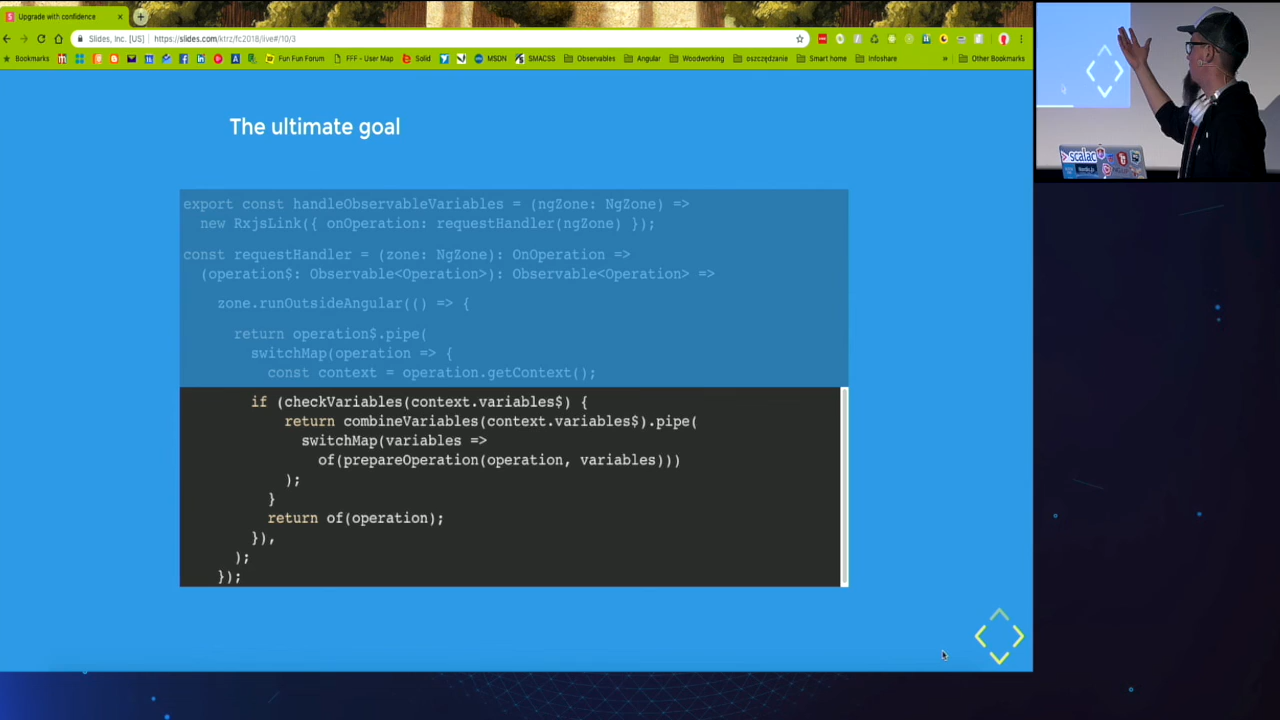 Upgrade with confidence
Slides, Inc. [US]
https://slides.com/ktrz/fc2018/live#/10/3
Bookmarks
Fun Fun Forum
FFF - User Map
Solid
MSDN
SMACSS
Observables
Angular
Woodworking
oszczędzanie
Smart home
Infoshare
»
Other Bookmarks
The ultimate goal
export const handleObservableVariables = (ngZone: NgZone) =>
new RxjsLink({ onOperation: requestHandler(ngZone) });
const requestHandler = (zone: NgZone): OnOperation =>
(operation$: Observable<Operation>): Observable<Operation> =>
zone.runOutsideAngular(() => {
return operation$.pipe(
switchMap(operation => {
const context = operation.getContext();
if (checkVariables(context.variables$) {
return combineVariables(context.variables$).pipe(
switchMap(variables =>
of(prepareOperation(operation, variables)))
);
}
return of(operation);
}),
);
});
scalac